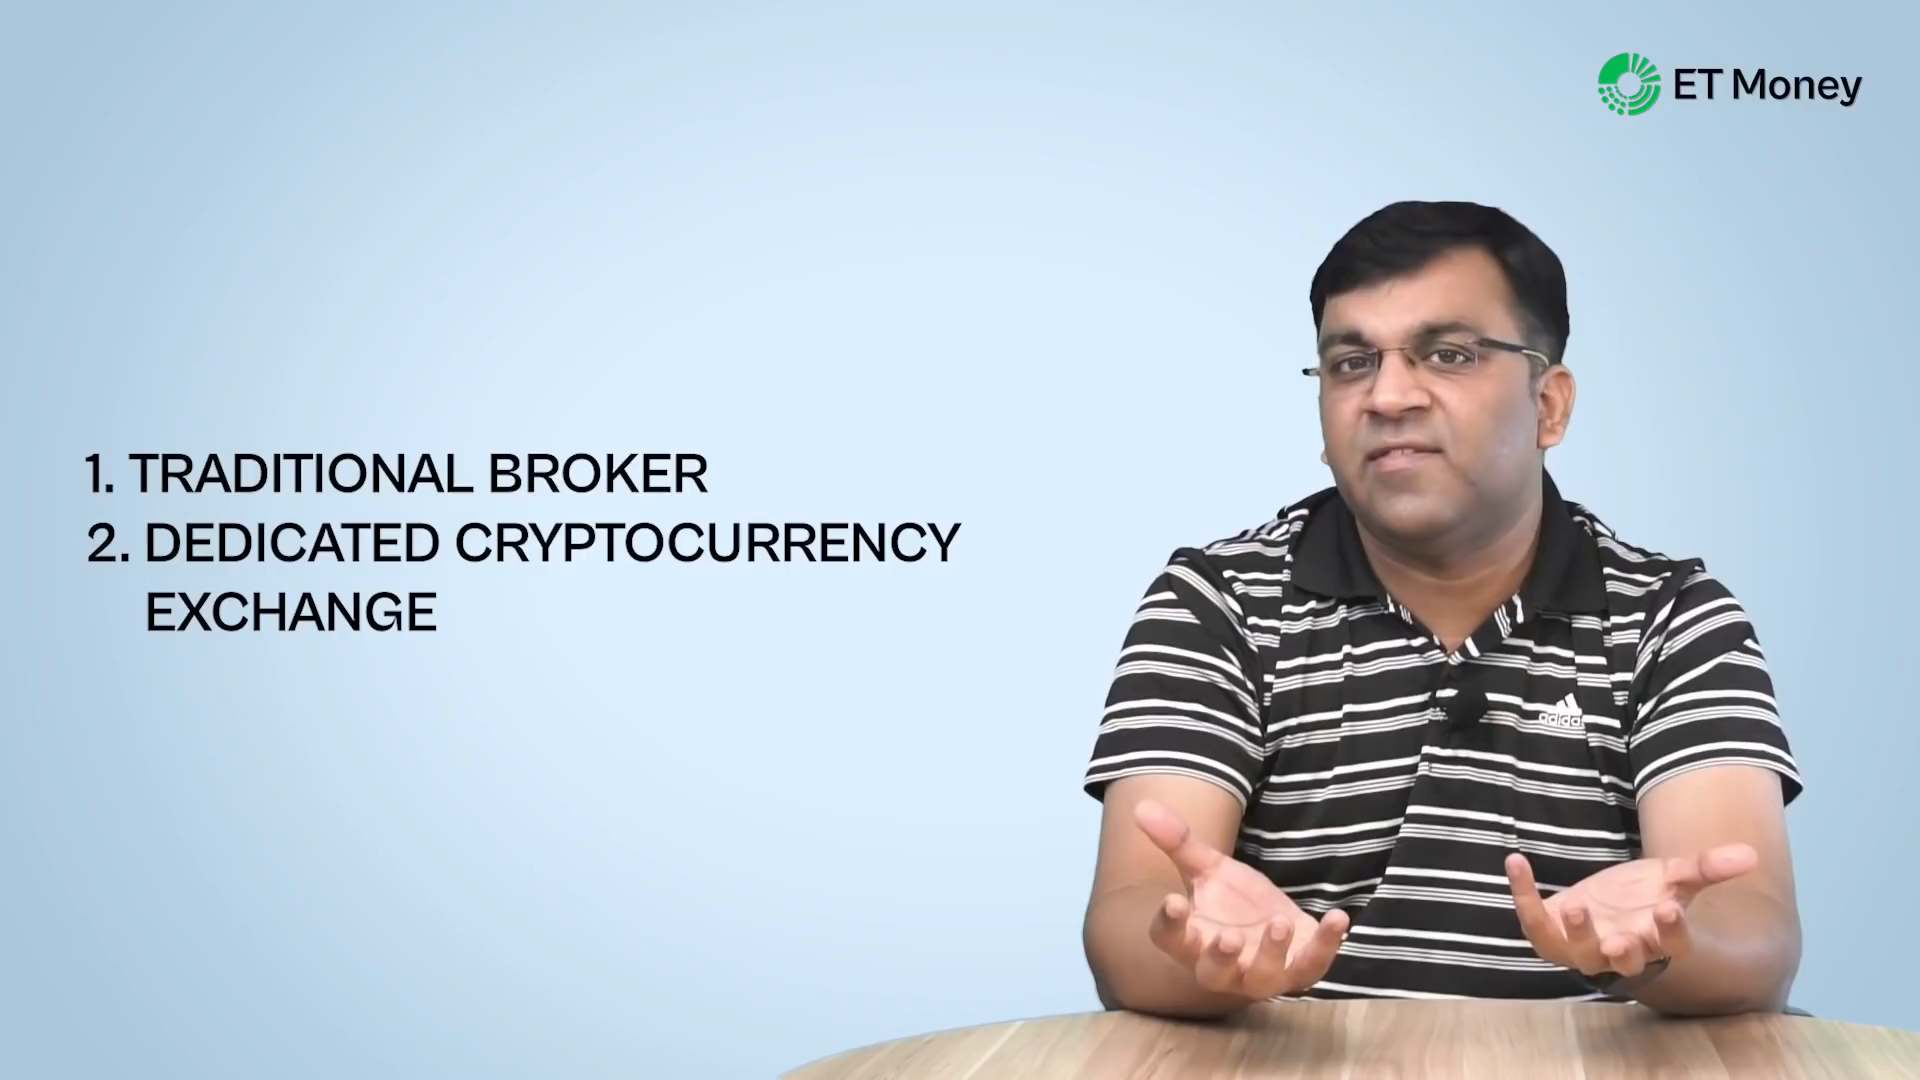 ET Money
1. TRADITIONAL BROKER
2. DEDICATED CRYPTOCURRENCY
EXCHANGE
adidas